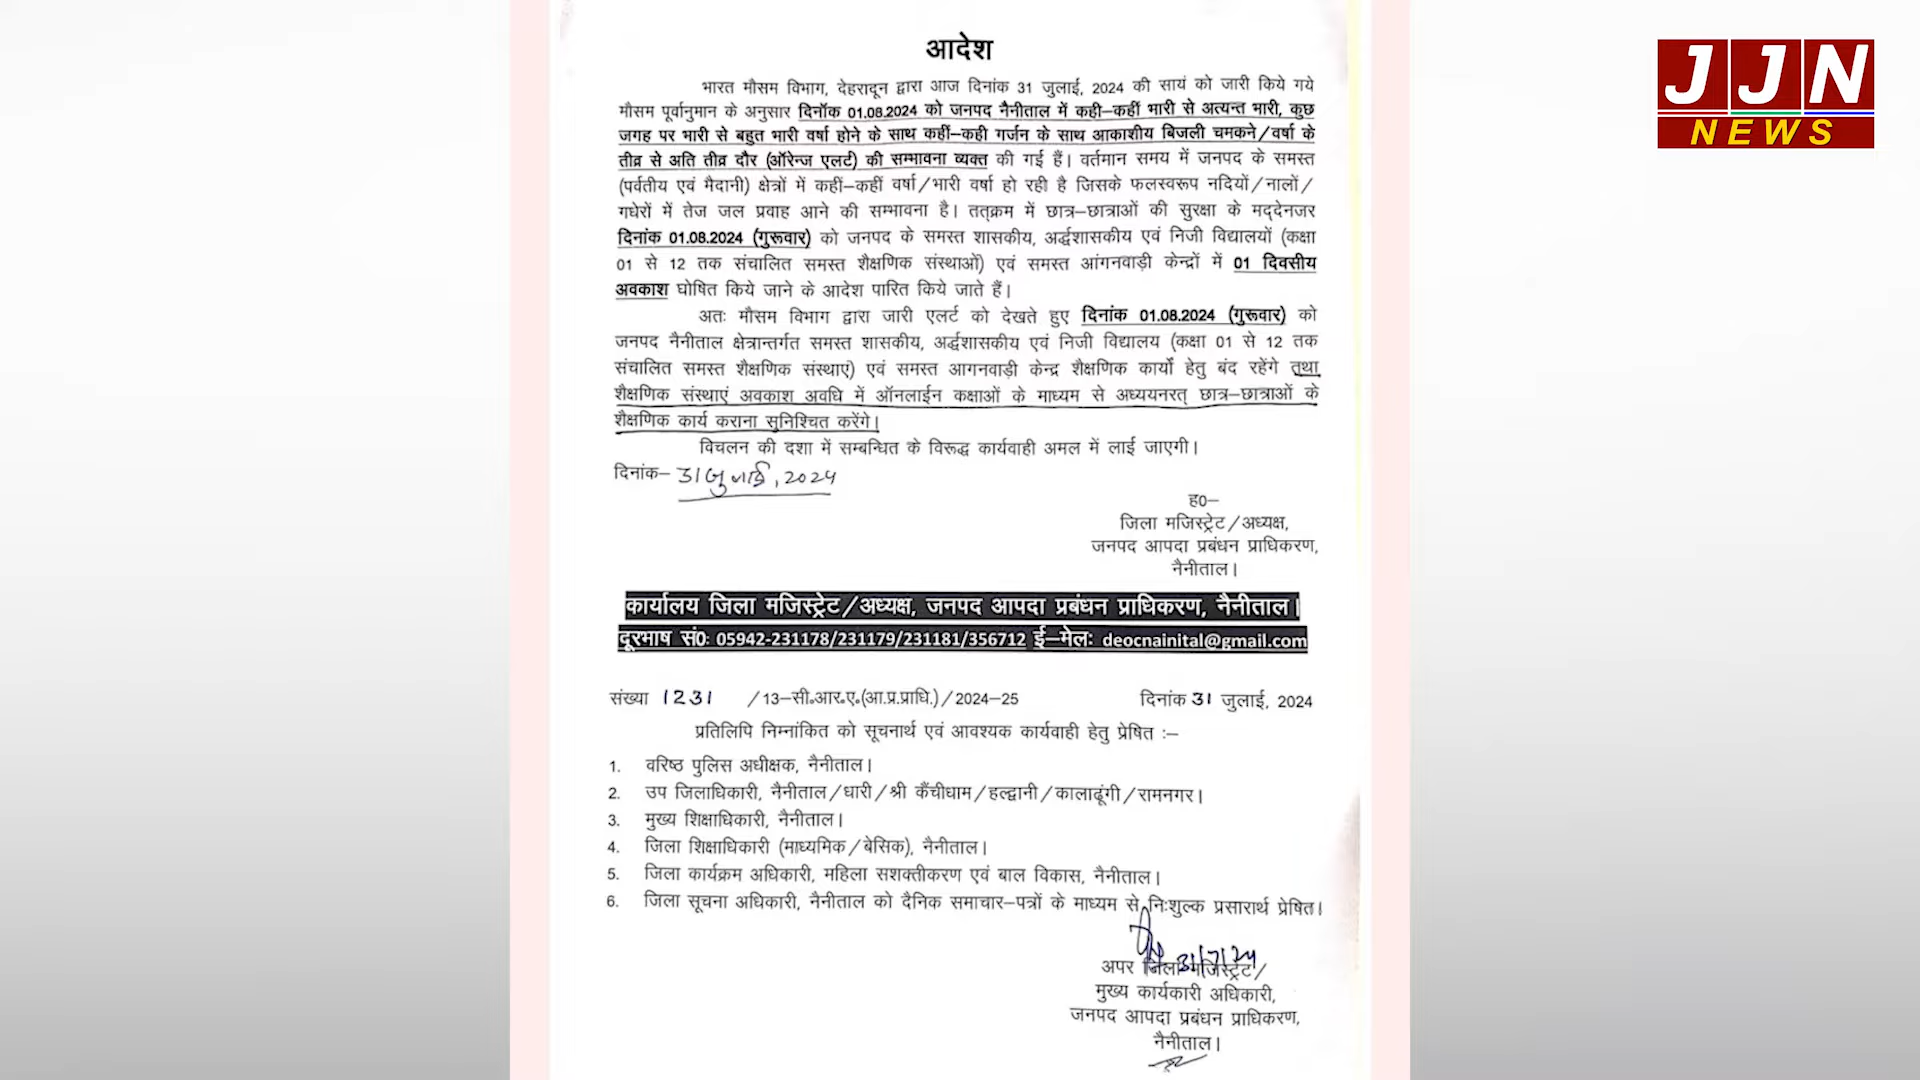 JJN
NEWS
आदेश
भारत मौसम विभाग, देहरादून द्वारा आज दिनांक 31 जुलाई, 2024 की सायं को जारी किये गये
मौसम पूर्वानुमान के अनुसार दिनॉक 01.08.2024 को जनपद नैनीताल में कही–कहीं भारी से अत्यन्त भारी, कुछ
जगह पर भारी से बहुत भारी वर्षा होने के साथ कहीं–कही गर्जन के साथ आकाशीय बिजली चमकने/वर्षा के
तीव्र से अति तीव्र दौर (ऑरेन्ज एलर्ट) की सम्भावना व्यक्त की गई हैं। वर्तमान समय में जनपद के समस्त
(पर्वतीय एवं मैदानी) क्षेत्रों में कहीं–कहीं वर्षा/भारी वर्षा हो रही है जिसके फलस्वरूप नदियों/नालों/
गधेरों में तेज जल प्रवाह आने की सम्भावना है। तत्क्रम में छात्र–छात्राओं की सुरक्षा के मद्देनजर
दिनांक 01.08.2024 (गुरूवार) को जनपद के समस्त शासकीय, अर्द्धशासकीय एवं निजी विद्यालयों (कक्षा
01 से 12 तक संचालित समस्त शैक्षणिक संस्थाओं) एवं समस्त आंगनवाड़ी केन्द्रों में 01 दिवसीय
अवकाश घोषित किये जाने के आदेश पारित किये जाते हैं।
अतः मौसम विभाग द्वारा जारी एलर्ट को देखते हुए दिनांक 01.08.2024 (गुरूवार) को
जनपद नैनीताल क्षेत्रान्तर्गत समस्त शासकीय, अर्द्धशासकीय एवं निजी विद्यालय (कक्षा 01 से 12 तक
संचालित समस्त शैक्षणिक संस्थाएं) एवं समस्त आगनवाड़ी केन्द्र शैक्षणिक कार्यों हेतु बंद रहेंगे तथा
शैक्षणिक संस्थाएं अवकाश अवधि में ऑनलाईन कक्षाओं के माध्यम से अध्ययनरत् छात्र–छात्राओं के
शैक्षणिक कार्य कराना सुनिश्चित करेंगे।
विचलन की दशा में सम्बन्धित के विरूद्ध कार्यवाही अमल में लाई जाएगी।
दिनांक– 31 जुलाई, 2024
ह0–
जिला मजिस्ट्रेट/अध्यक्ष,
जनपद आपदा प्रबंधन प्राधिकरण,
नैनीताल।
कार्यालय जिला मजिस्ट्रेट/अध्यक्ष, जनपद आपदा प्रबंधन प्राधिकरण, नैनीताल।
दूरभाष सं0: 05942-231178/231179/231181/356712 ई–मेल: deocnainital@gmail.com
संख्या 1231 /13–सी.आर.ए.(आ.प्र.प्राधि.)/2024–25 दिनांक 31 जुलाई, 2024
प्रतिलिपि निम्नांकित को सूचनार्थ एवं आवश्यक कार्यवाही हेतु प्रेषित :–
1. वरिष्ठ पुलिस अधीक्षक, नैनीताल।
2. उप जिलाधिकारी, नैनीताल/धारी/श्री कैंचीधाम/हल्द्वानी/कालाढूंगी/रामनगर।
3. मुख्य शिक्षाधिकारी, नैनीताल।
4. जिला शिक्षाधिकारी (माध्यमिक/बेसिक), नैनीताल।
5. जिला कार्यक्रम अधिकारी, महिला सशक्तीकरण एवं बाल विकास, नैनीताल।
6. जिला सूचना अधिकारी, नैनीताल को दैनिक समाचार–पत्रों के माध्यम से निःशुल्क प्रसारार्थ प्रेषित।
31/7/24
अपर जिला मजिस्ट्रेट/
मुख्य कार्यकारी अधिकारी,
जनपद आपदा प्रबंधन प्राधिकरण,
नैनीताल।